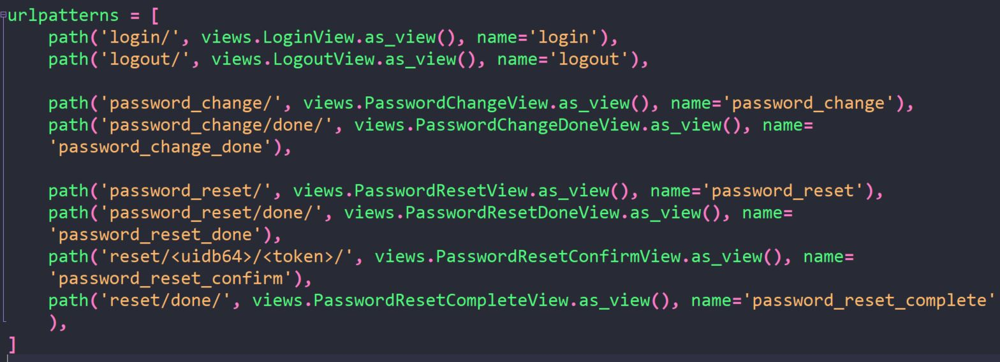 urlpatterns = [
    path('login/', views.LoginView.as_view(), name='login'),
    path('logout/', views.LogoutView.as_view(), name='logout'),

    path('password_change/', views.PasswordChangeView.as_view(), name='password_change'),
    path('password_change/done/', views.PasswordChangeDoneView.as_view(), name=
    'password_change_done'),

    path('password_reset/', views.PasswordResetView.as_view(), name='password_reset'),
    path('password_reset/done/', views.PasswordResetDoneView.as_view(), name=
    'password_reset_done'),
    path('reset/<uidb64>/<token>/', views.PasswordResetConfirmView.as_view(), name=
    'password_reset_confirm'),
    path('reset/done/', views.PasswordResetCompleteView.as_view(), name='password_reset_complete'
    ),
]